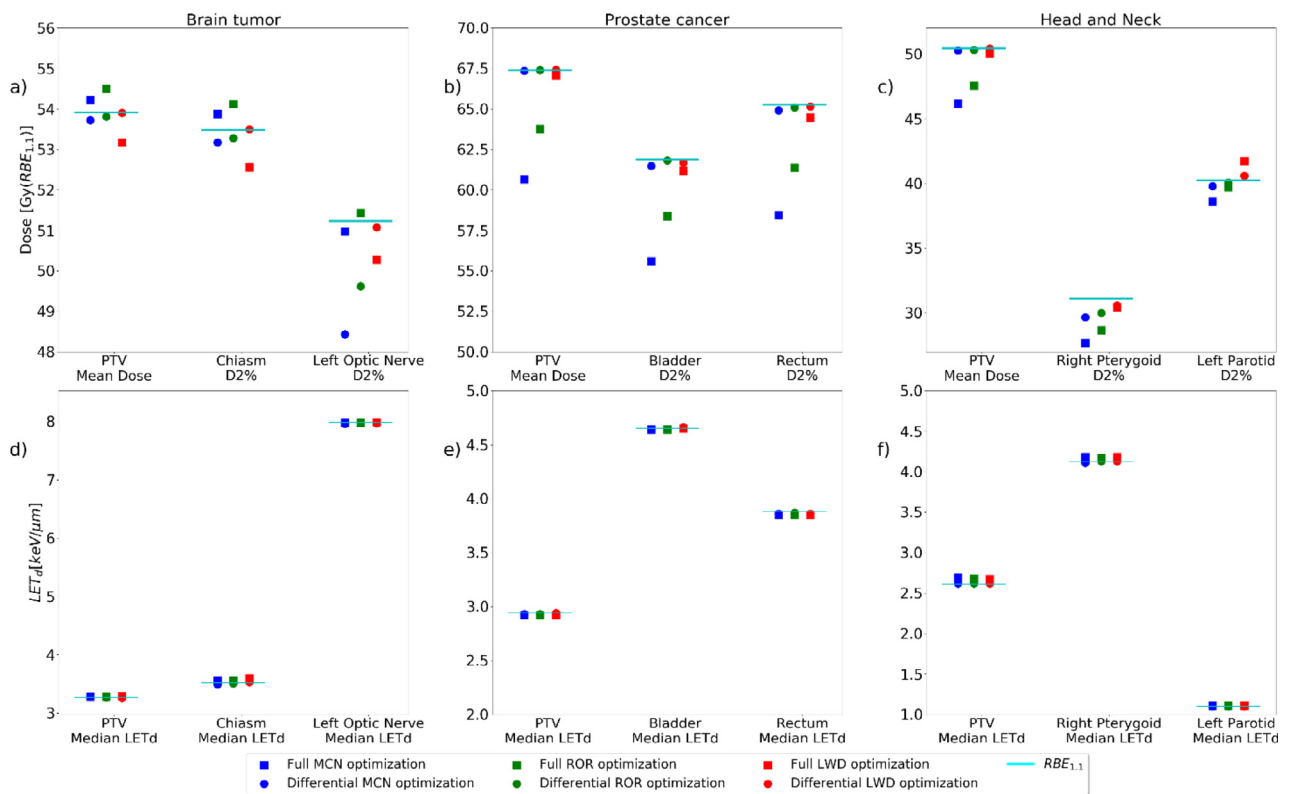 Brain tumor
Prostate cancer
Head and Neck
a)
b)
c)
Dose [Gy(RBE1.1)]
56
55
54
53
52
51
50
49
48
70.0
67.5
65.0
62.5
60.0
57.5
55.0
52.5
50.0
50
45
40
35
30
PTV
Mean Dose
Chiasm
D2%
Left Optic Nerve
D2%
PTV
Mean Dose
Bladder
D2%
Rectum
D2%
PTV
Mean Dose
Right Pterygoid
D2%
Left Parotid
D2%
d)
e)
f)
LETd[keV/μm]
8
7
6
5
4
3
5.0
4.5
4.0
3.5
3.0
2.5
2.0
5.0
4.5
4.0
3.5
3.0
2.5
2.0
1.5
1.0
PTV
Median LETd
Chiasm
Median LETd
Left Optic Nerve
Median LETd
PTV
Median LETd
Bladder
Median LETd
Rectum
Median LETd
PTV
Median LETd
Right Pterygoid
Median LETd
Left Parotid
Median LETd
Full MCN optimization
Differential MCN optimization
Full ROR optimization
Differential ROR optimization
Full LWD optimization
Differential LWD optimization
RBE1.1